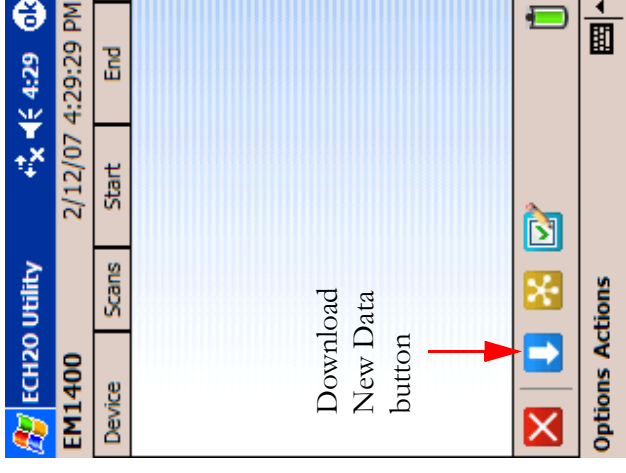 ECH2O Utility 4:29 ok
EM1400 2/12/07 4:29:29 PM
Device Scans Start End
Download
New Data
button
Options Actions